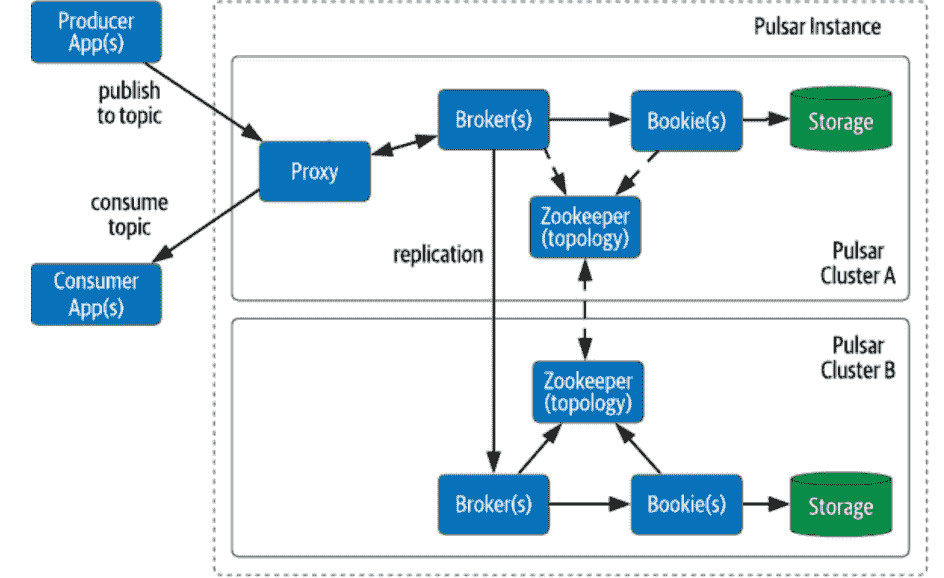 Producer
App(s)
Pulsar Instance
publish
to topic
Broker(s)
Bookie(s)
Storage
Proxy
consume
topic
Zookeeper
(topology)
replication
Pulsar
Cluster A
Consumer
App(s)
Pulsar
Cluster B
Zookeeper
(topology)
Broker(s)
Bookie(s)
Storage